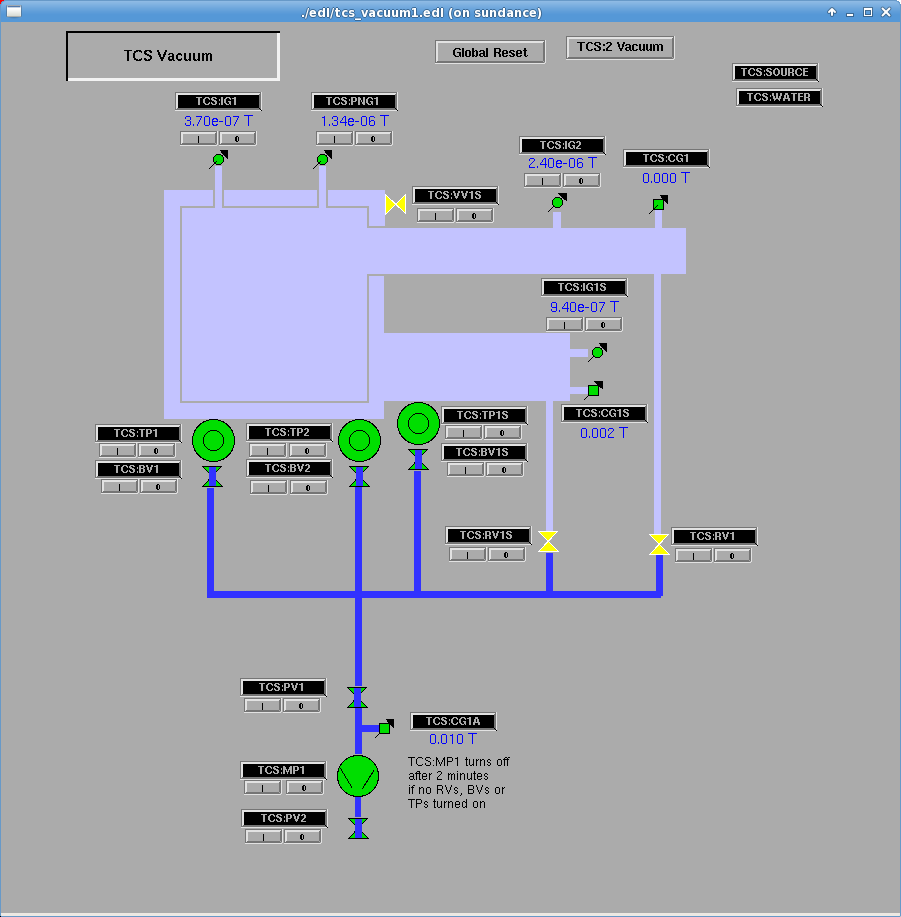 ./edl/tcs_vacuum1.edl (on sundance)
TCS Vacuum
Global Reset
TCS:2 Vacuum
TCS:SOURCE
TCS:WATER
TCS:IG1
3.70e-07 T
I 0
TCS:PNG1
1.34e-06 T
I 0
TCS:IG2
2.40e-06 T
I 0
TCS:CG1
0.000 T
TCS:VV1S
I 0
TCS:IG1S
9.40e-07 T
I 0
TCS:CG1S
0.002 T
TCS:TP1
I 0
TCS:BV1
I 0
TCS:TP2
I 0
TCS:BV2
I 0
TCS:TP1S
I 0
TCS:BV1S
I 0
TCS:RV1S
I 0
TCS:RV1
I 0
TCS:PV1
I 0
TCS:CG1A
0.010 T
TCS:MP1 turns off
after 2 minutes
if no RVs, BVs or
TPs turned on
TCS:MP1
I 0
TCS:PV2
I 0